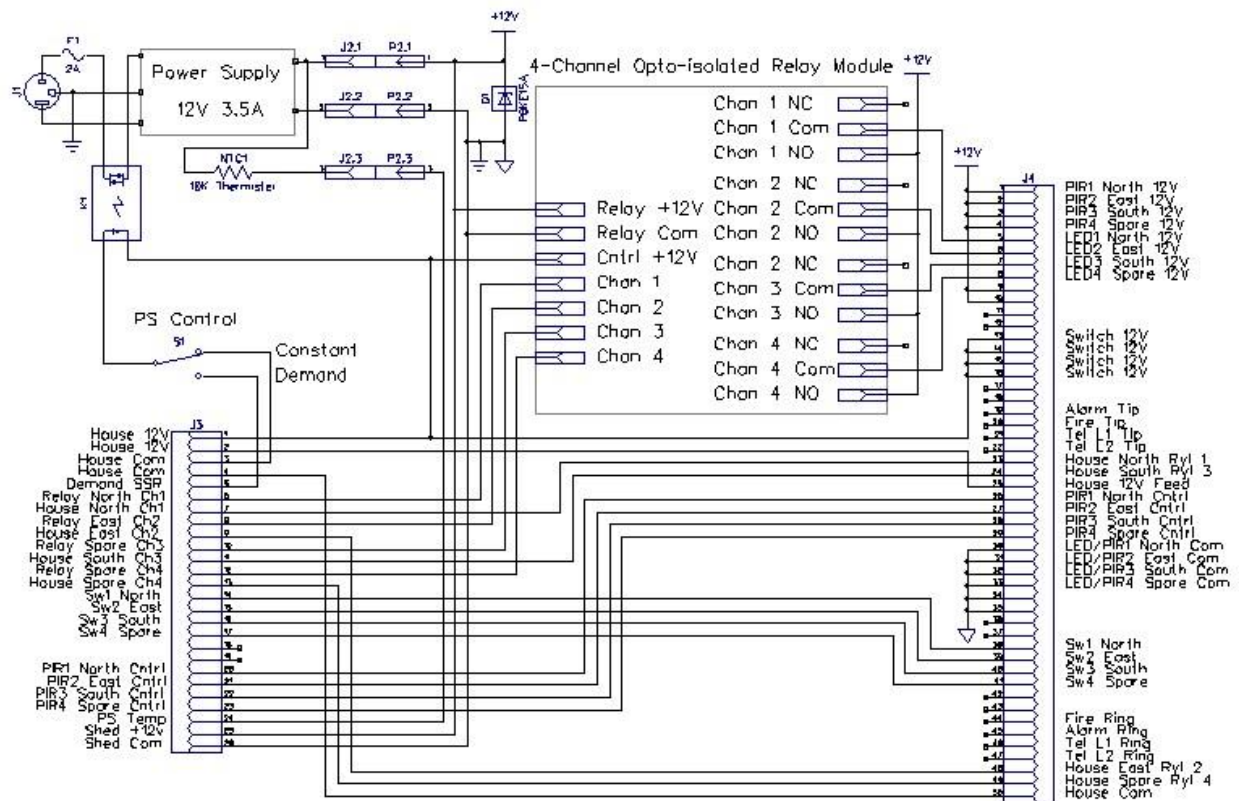 +12V
F1
2A
J1
Power Supply
12V 3.5A
J2.1 P2.1
J2.2 P2.2
J2.3 P2.3
NTC1
10K Thermister
D1
P6KE15A
4-Channel Opto-isolated Relay Module
+12V
Chan 1 NC
Chan 1 Com
Chan 1 NO
Chan 2 NC
Relay +12V Chan 2 Com
Relay Com Chan 2 NO
Cntrl +12V Chan 2 NC
Chan 1 Chan 3 Com
Chan 2 Chan 3 NO
Chan 3 Chan 4 NC
Chan 4 Chan 4 Com
Chan 4 NO
PS Control
S1
Constant
Demand
J3
House 12V
House 12V
House Com
House Com
Demand SSR
Relay North Ch1
House North Ch1
Relay East Ch2
House East Ch2
Relay Spare Ch3
House South Ch3
Relay Spare Ch4
House Spare Ch4
Sw1 North
Sw2 East
Sw3 South
Sw4 Spare
PIR1 North Cntrl
PIR2 East Cntrl
PIR3 South Cntrl
PIR4 Spare Cntrl
PS Temp
Shed +12v
Shed Com
+12V
J4
PIR1 North 12V
PIR2 East 12V
PIR3 South 12V
PIR4 Spare 12V
LED1 North 12V
LED2 East 12V
LED3 South 12V
LED4 Spare 12V
Switch 12V
Switch 12V
Switch 12V
Switch 12V
Alarm Tip
Fire Tip
Tel L1 Tip
Tel L2 Tip
House North Ryl 1
House South Ryl 3
House 12V Feed
PIR1 North Cntrl
PIR2 East Cntrl
PIR3 South Cntrl
PIR4 Spare Cntrl
LED/PIR1 North Com
LED/PIR2 East Com
LED/PIR3 South Com
LED/PIR4 Spare Com
Sw1 North
Sw2 East
Sw3 South
Sw4 Spare
Fire Ring
Alarm Ring
Tel L1 Ring
Tel L2 Ring
House East Ryl 2
House Spare Ryl 4
House Com